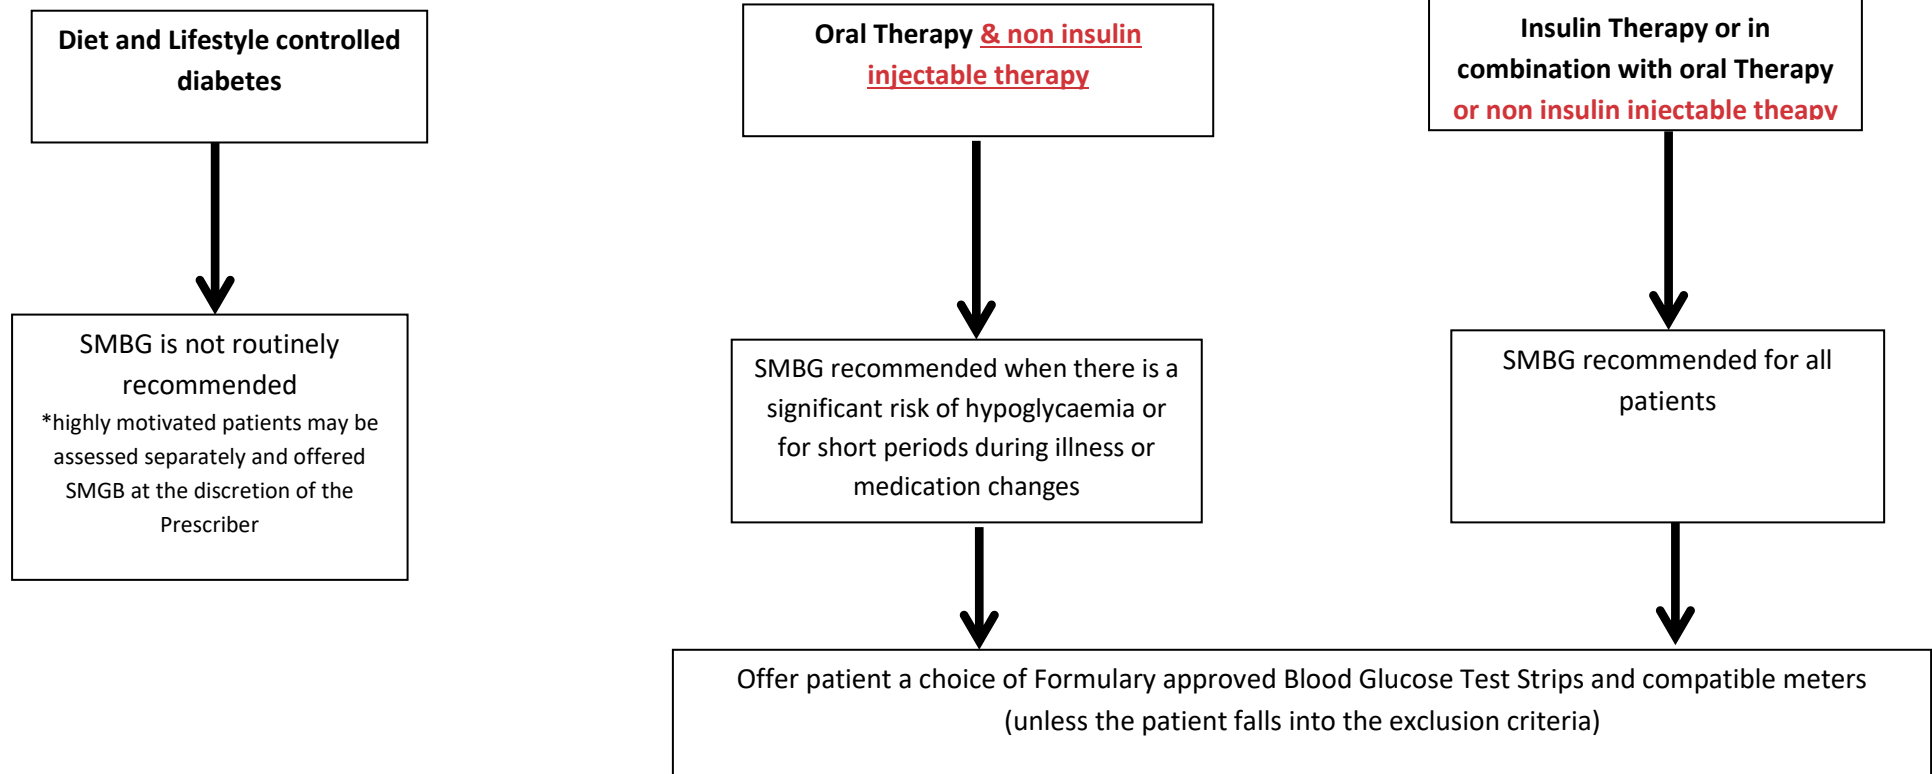 Diet and Lifestyle controlled
diabetes
Oral Therapy & non insulin
injectable therapy
Insulin Therapy or in
combination with oral Therapy
or non insulin injectable theapy
SMBG is not routinely
recommended
*highly motivated patients may be
assessed separately and offered
SMGB at the discretion of the
Prescriber
SMBG recommended when there is a
significant risk of hypoglycaemia or
for short periods during illness or
medication changes
SMBG recommended for all
patients
Offer patient a choice of Formulary approved Blood Glucose Test Strips and compatible meters
(unless the patient falls into the exclusion criteria)